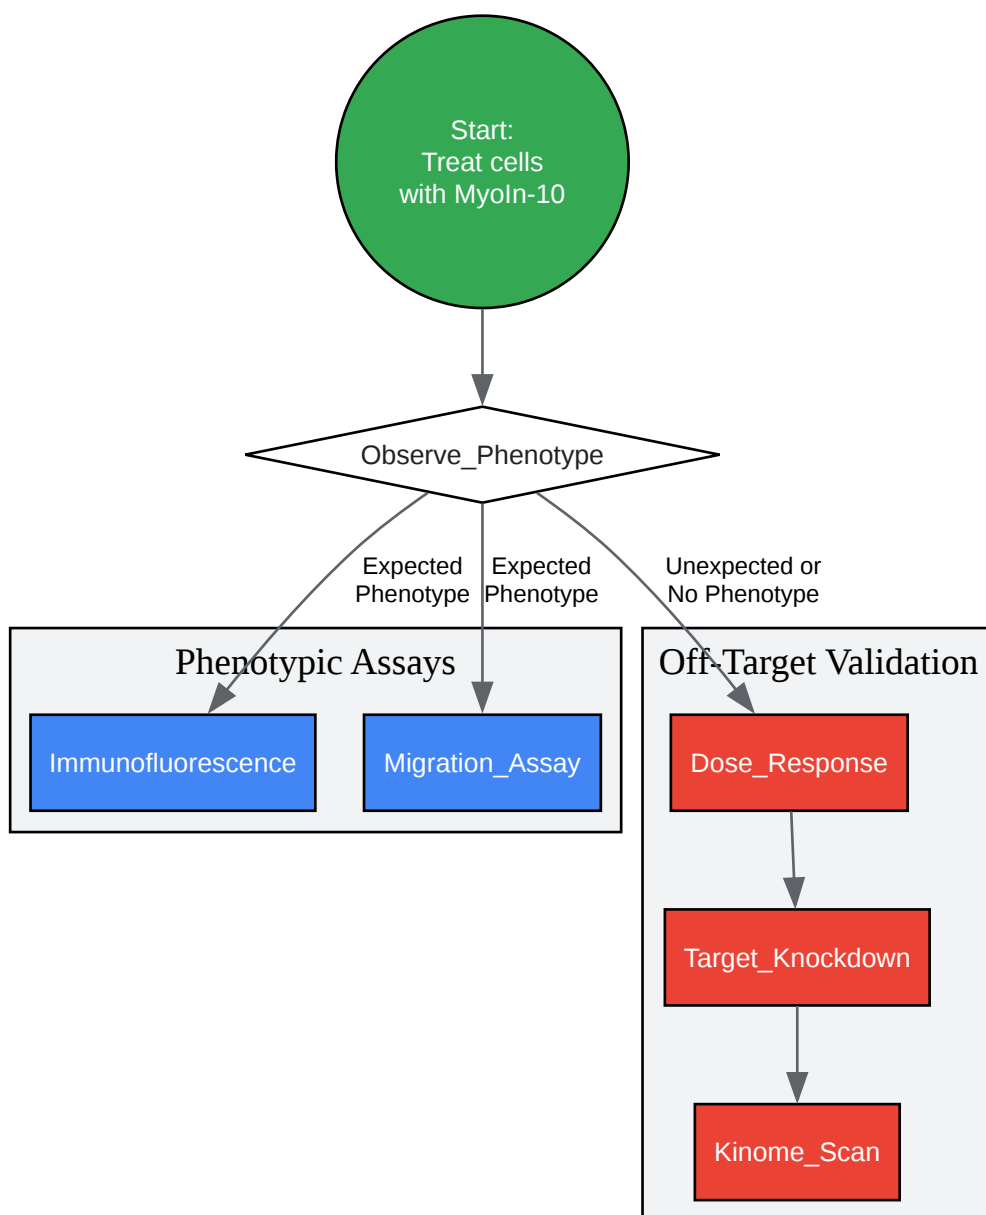 Start:
Treat cells
with MyoIn-10
Observe_Phenotype
Expected
Phenotype
Expected
Phenotype
Unexpected or
No Phenotype
Phenotypic Assays
Off-Target Validation
Immunofluorescence
Migration_Assay
Dose_Response
Target_Knockdown
Kinome_Scan